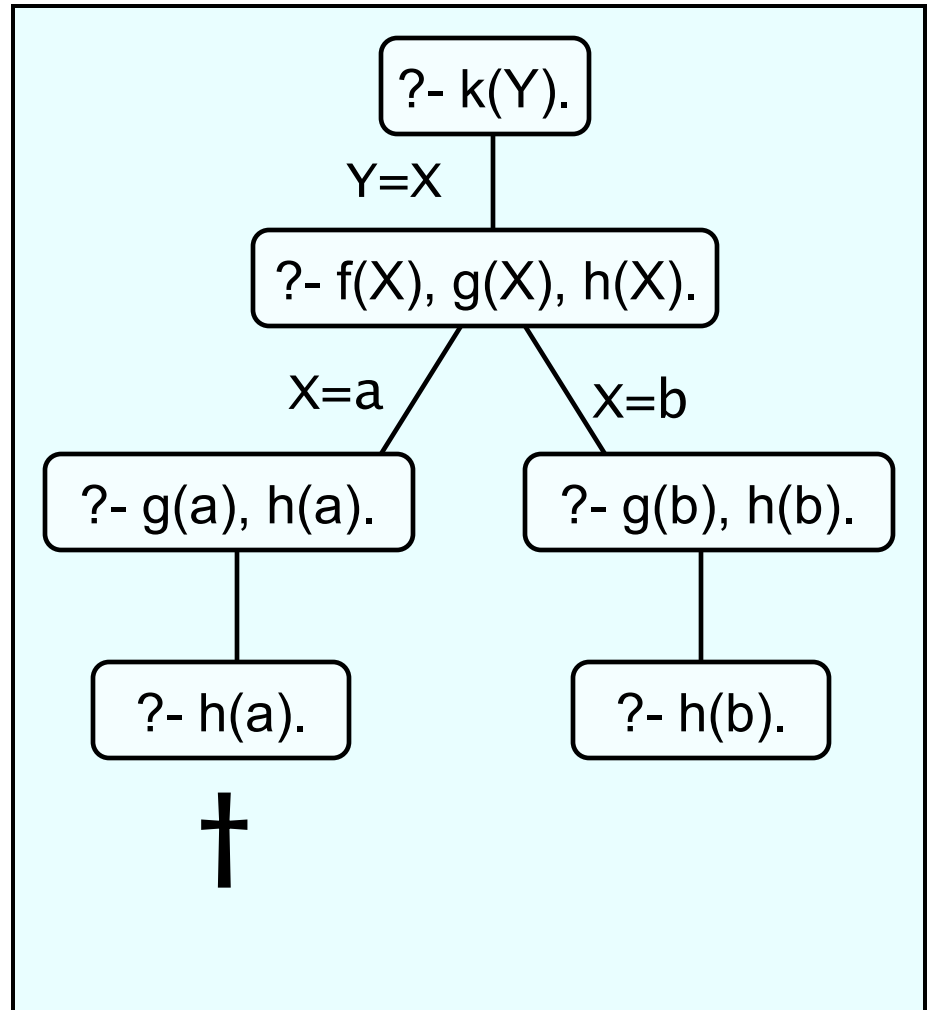 ?- k(Y).
Y=X
?- f(X), g(X), h(X).
X=a
X=b
?- g(a), h(a).
?- g(b), h(b).
?- h(a).
?- h(b).
†